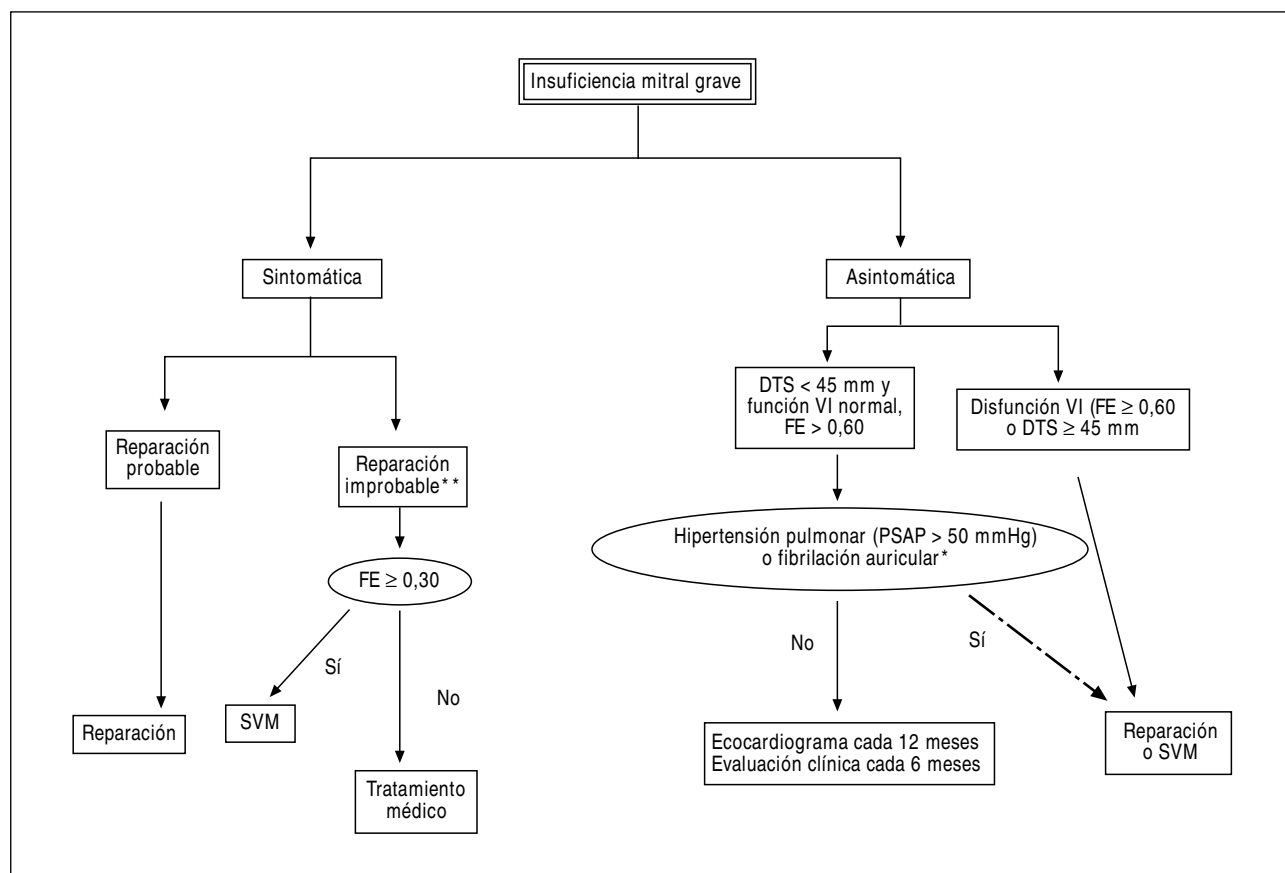 Insuficiencia mitral grave
Sintomática
Asintomática
Reparación
probable
Reparación
improbable**
DTS < 45 mm y
función VI normal,
FE > 0,60
Disfunción VI (FE ≥ 0,60
o DTS ≥ 45 mm
FE ≥ 0,30
Hipertensión pulmonar (PSAP > 50 mmHg)
o fibrilación auricular*
Sí
No
No
Sí
Reparación
SVM
Tratamiento
médico
Ecocardiograma cada 12 meses
Evaluación clínica cada 6 meses
Reparación
o SVM